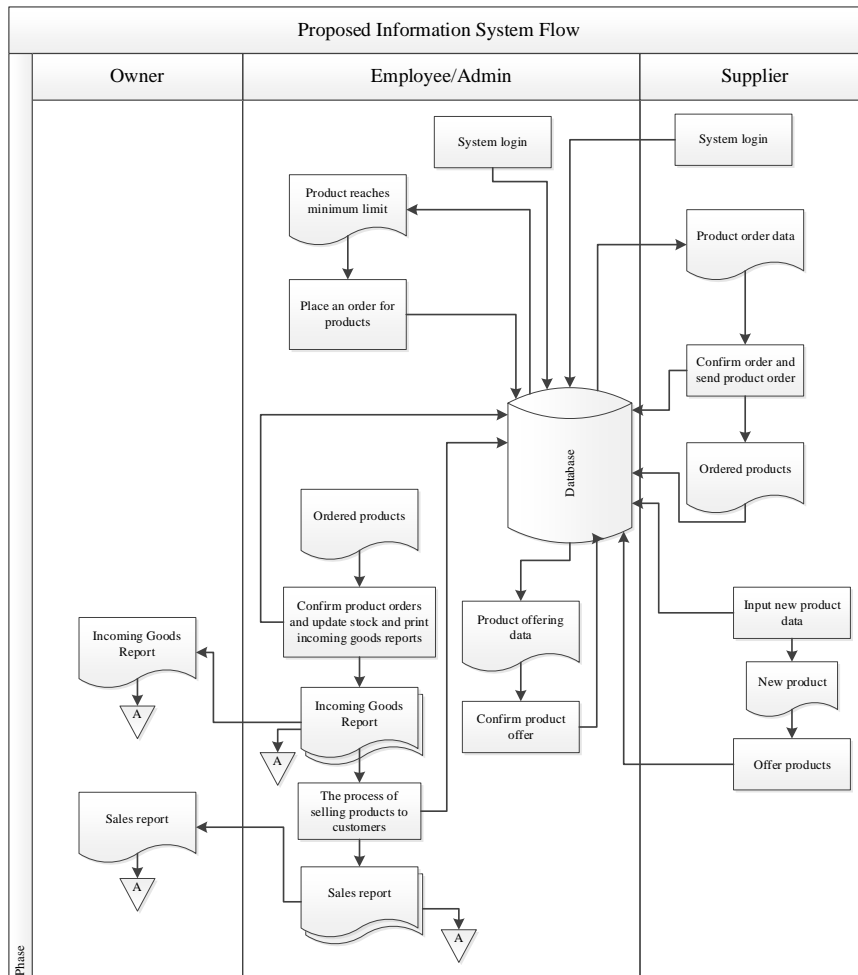 Proposed Information System Flow
Owner
Employee/Admin
Supplier
System login
System login
Product reaches
minimum limit
Product order data
Place an order for
products
Confirm order and
send product order
Database
Ordered products
Ordered products
Confirm product orders
and update stock and print
incoming goods reports
Product offering
data
Input new product
data
Incoming Goods
Report
New product
Incoming Goods
Report
Confirm product
offer
A
A
Offer products
The process of
selling products to
customers
Sales report
A
Sales report
A
Phase